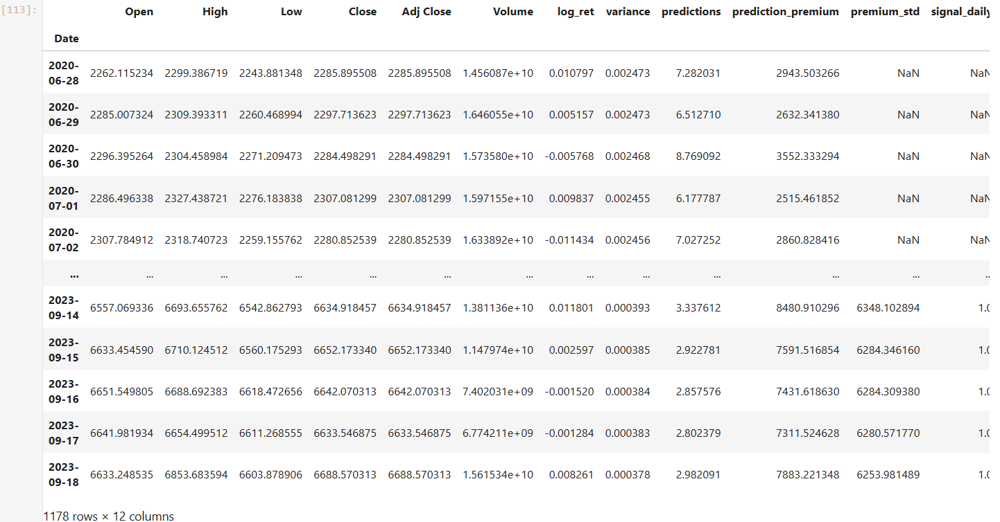 [113]:
Open High Low Close Adj Close Volume log_ret variance predictions prediction_premium premium_std signal_daily
Date
2020-06-28 2262.115234 2299.386719 2243.881348 2285.895508 2285.895508 1.456087e+10 0.010797 0.002473 7.282031 2943.503266 NaN NaN
2020-06-29 2285.007324 2309.393311 2260.468994 2297.713623 2297.713623 1.646055e+10 0.005157 0.002473 6.512710 2632.341380 NaN NaN
2020-06-30 2296.395264 2304.458984 2271.209473 2284.498291 2284.498291 1.573580e+10 -0.005768 0.002468 8.769092 3552.333294 NaN NaN
2020-07-01 2286.496338 2327.438721 2276.183838 2307.081299 2307.081299 1.597155e+10 0.009837 0.002455 6.177787 2515.461852 NaN NaN
2020-07-02 2307.784912 2318.740723 2259.155762 2280.852539 2280.852539 1.633892e+10 -0.011434 0.002456 7.027252 2860.828416 NaN NaN
... ... ... ... ... ... ... ... ... ... ... ... ...
2023-09-14 6557.069336 6693.655762 6542.862793 6634.918457 6634.918457 1.381136e+10 0.011801 0.000393 3.337612 8480.910296 6348.102894 1.0
2023-09-15 6633.454590 6710.124512 6560.175293 6652.173340 6652.173340 1.147974e+10 0.002597 0.000385 2.922781 7591.516854 6284.346160 1.0
2023-09-16 6651.549805 6688.692383 6618.472656 6642.070313 6642.070313 7.402031e+09 -0.001520 0.000384 2.857576 7431.618630 6284.309380 1.0
2023-09-17 6641.981934 6654.499512 6611.268555 6633.546875 6633.546875 6.774211e+09 -0.001284 0.000383 2.802379 7311.524628 6280.571770 1.0
2023-09-18 6633.248535 6853.683594 6603.878906 6688.570313 6688.570313 1.561534e+10 0.008261 0.000378 2.982091 7883.221348 6253.981489 1.0
1178 rows × 12 columns